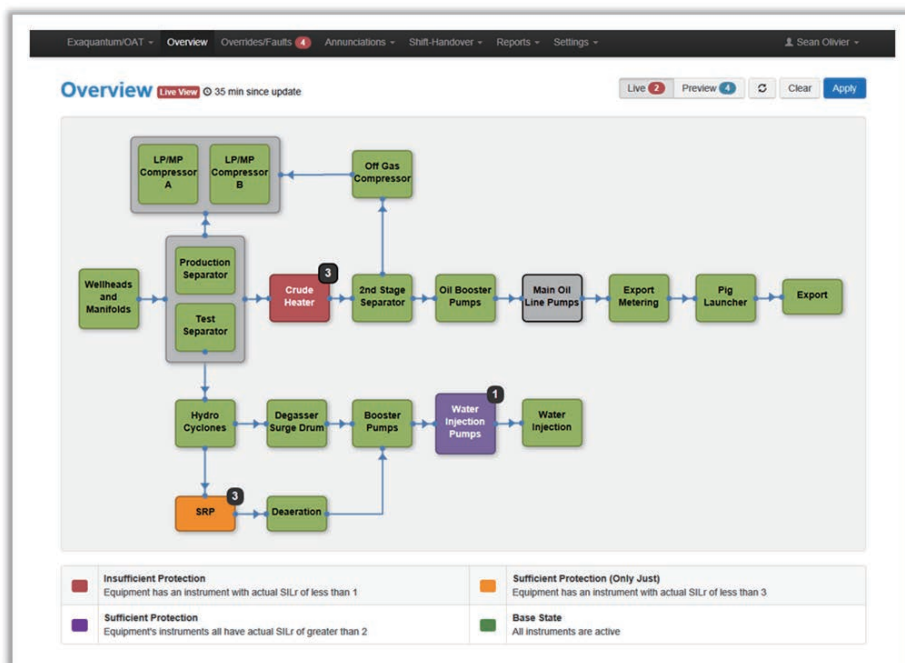 Exaquantum/OAT Overview Overrides/Faults 4 Annunciations Shift-Handover Reports Settings Sean Olivier
Overview Live View 35 min since update Live 2 Preview 4 Clear Apply
LP/MP
Compressor
A
LP/MP
Compressor
B
Off Gas
Compressor
Wellheads
and
Manifolds
Production
Separator
Test
Separator
3
Crude
Heater
2nd Stage
Separator
Oil Booster
Pumps
Main Oil
Line Pumps
Export
Metering
Pig
Launcher
Export
Hydro
Cyclones
Degasser
Surge Drum
Booster
Pumps
1
Water
Injection
Pumps
Water
Injection
3
SRP
Deaeration
Insufficient Protection
Equipment has an instrument with actual SILr of less than 1
Sufficient Protection (Only Just)
Equipment has an instrument with actual SILr of less than 3
Sufficient Protection
Equipment's instruments all have actual SILr of greater than 2
Base State
All instruments are active